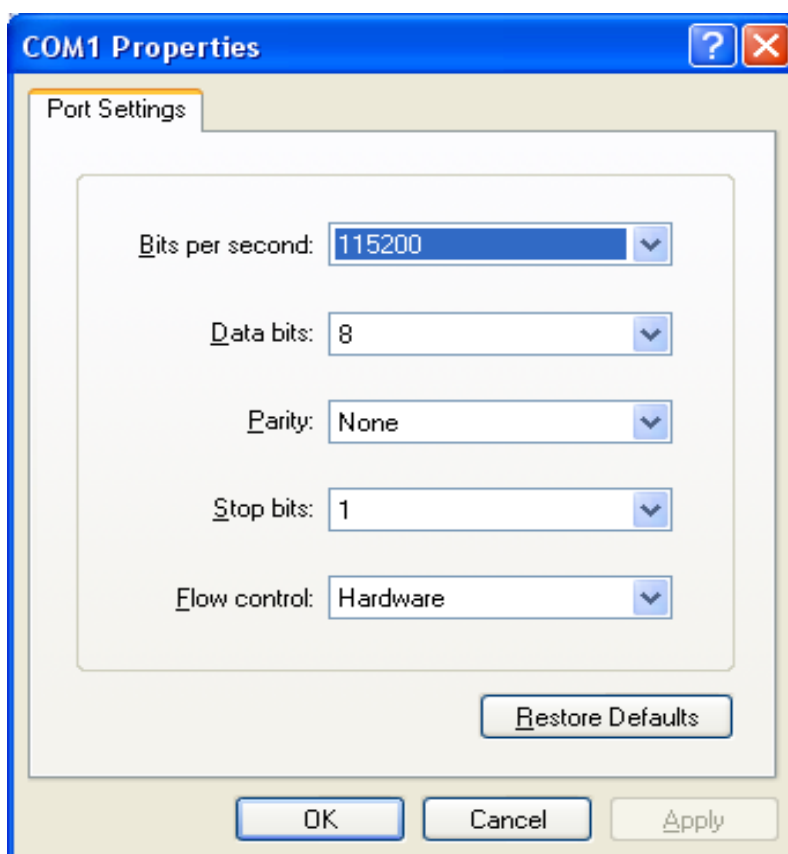 COM1 Properties
Port Settings
Bits per second: 115200
Data bits: 8
Parity: None
Stop bits: 1
Flow control: Hardware
Restore Defaults
OK Cancel Apply